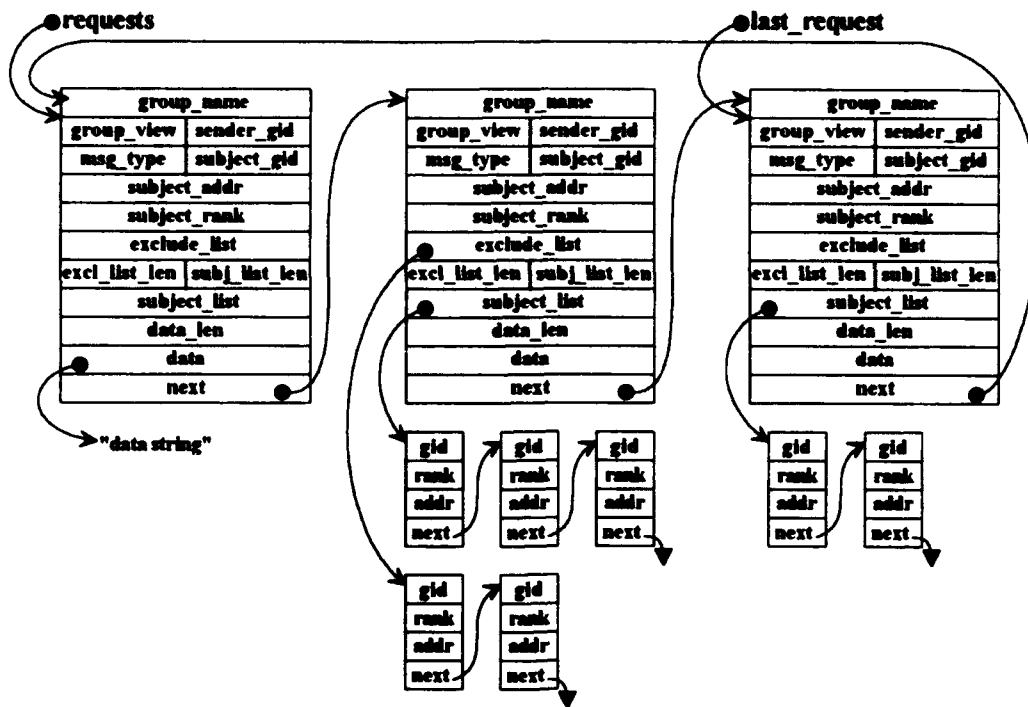 requests
last_request
group_name
group_view sender_gid
msg_type subject_gid
subject_addr
subject_rank
exclude_list
excl_list_len subj_list_len
subject_list
data_len
data
next
"data string"
group_name
group_view sender_gid
msg_type subject_gid
subject_addr
subject_rank
exclude_list
excl_list_len subj_list_len
subject_list
data_len
data
next
group_name
group_view sender_gid
msg_type subject_gid
subject_addr
subject_rank
exclude_list
excl_list_len subj_list_len
subject_list
data_len
data
next
gid
rank
addr
next
gid
rank
addr
next
gid
rank
addr
next
gid
rank
addr
next
gid
rank
addr
next
gid
rank
addr
next
gid
rank
addr
next